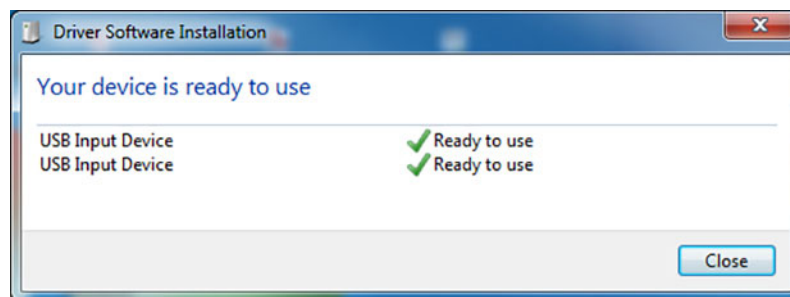 Driver Software Installation
Your device is ready to use
USB Input Device Ready to use
USB Input Device Ready to use
Close